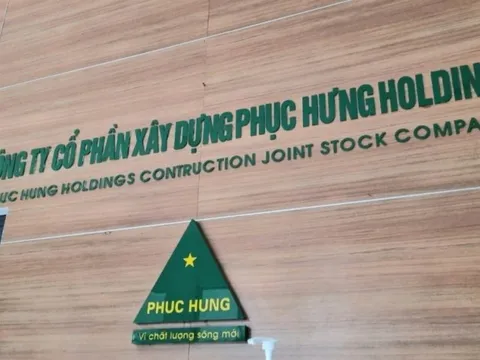 ÔNG TY CỔ PHẦN XÂY DỰNG PHỤC HƯNG HOLDIN
UC HUNG HOLDINGS CONTRUCTION JOINT STOCK COMPA
PHUC HUNG
Vì chất lượng sống mới